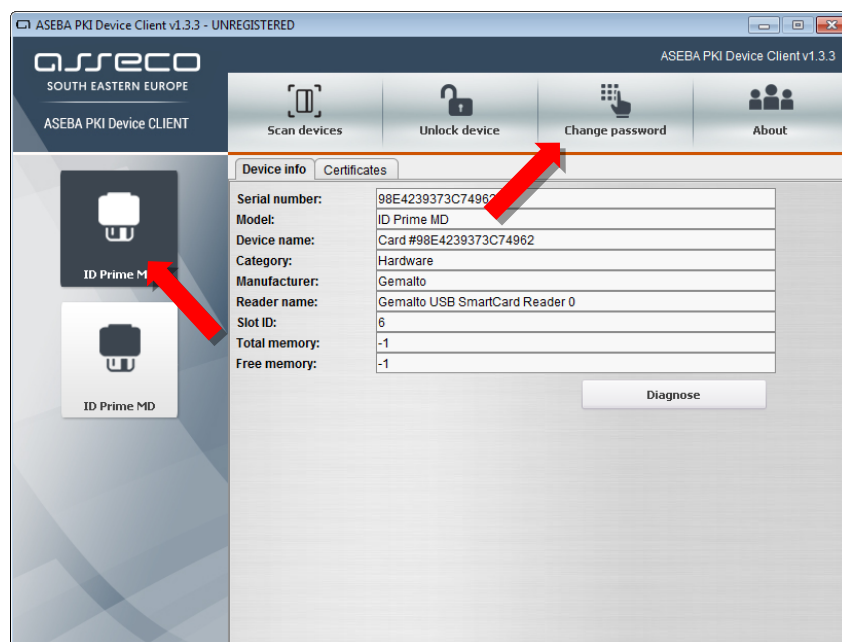 ASEBA PKI Device Client v1.3.3 - UNREGISTERED
asseco
SOUTH EASTERN EUROPE
ASEBA PKI Device CLIENT
ASEBA PKI Device Client v1.3.3
Scan devices
Unlock device
Change password
About
ID Prime M
ID Prime MD
Device info
Certificates
Serial number: 98E4239373C74962
Model: ID Prime MD
Device name: Card #98E4239373C74962
Category: Hardware
Manufacturer: Gemalto
Reader name: Gemalto USB SmartCard Reader 0
Slot ID: 6
Total memory: -1
Free memory: -1
Diagnose